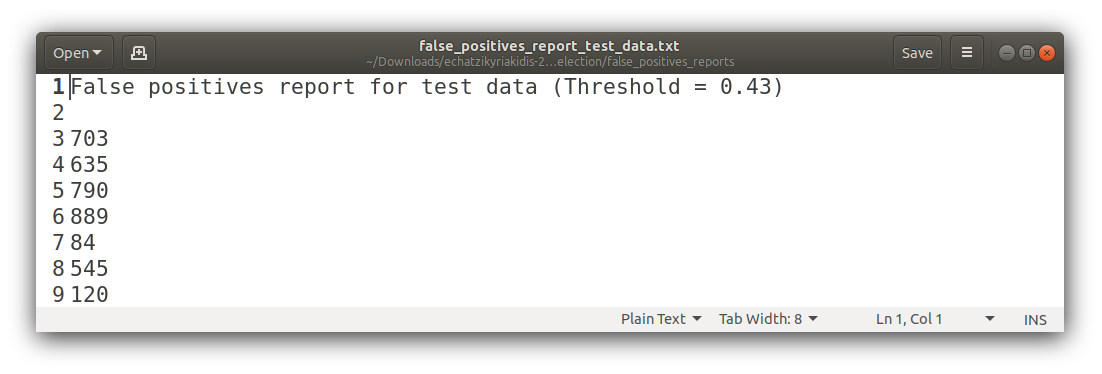 Open
false_positives_report_test_data.txt
~/Downloads/echatzikyriakidis-2...election/false_positives_reports
Save
1 False positives report for test data (Threshold = 0.43)
2
3 703
4 635
5 790
6 889
7 84
8 545
9 120
Plain Text Tab Width: 8 Ln 1, Col 1 INS